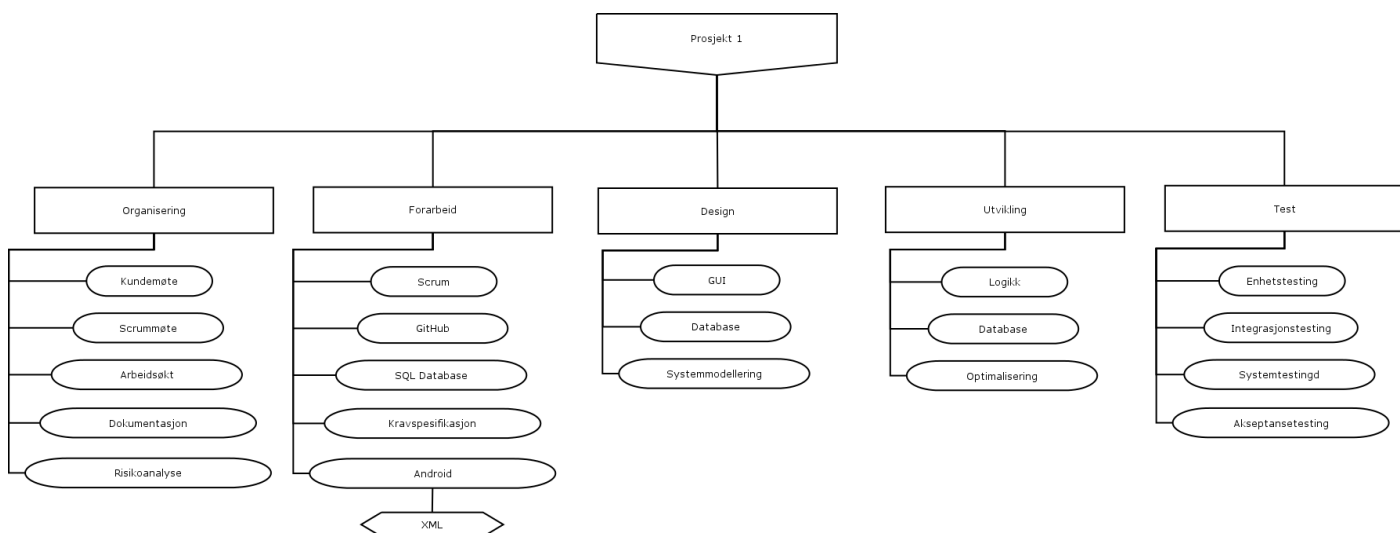 Prosjekt 1
Organisering
Forarbeid
Design
Utvikling
Test
Kundemøte
Scrummøte
Arbeidsøkt
Dokumentasjon
Risikoanalyse
Scrum
GitHub
SQL Database
Kravspesifikasjon
Android
XML
GUI
Database
Systemmodellering
Logikk
Database
Optimalisering
Enhetstesting
Integrasjonstesting
Systemtestingd
Akseptansetesting